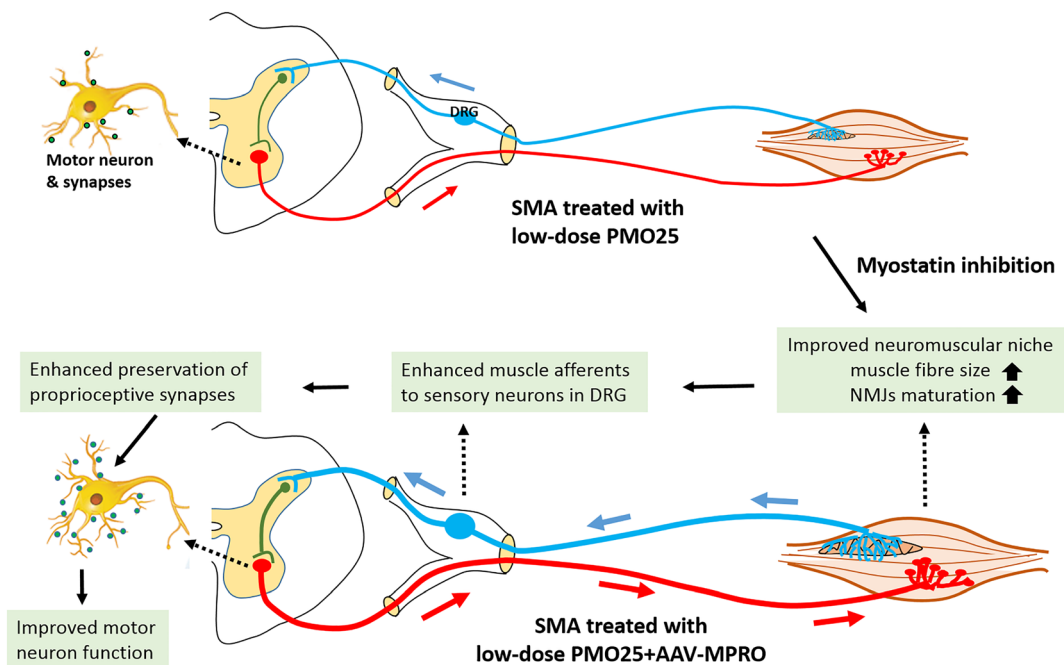 DRG
Motor neuron
& synapses
SMA treated with
low-dose PMO25
Myostatin inhibition
Improved neuromuscular niche
muscle fibre size
NMJs maturation
Enhanced muscle afferents
to sensory neurons in DRG
Enhanced preservation of
proprioceptive synapses
Improved motor
neuron function
SMA treated with
low-dose PMO25+AAV-MPRO